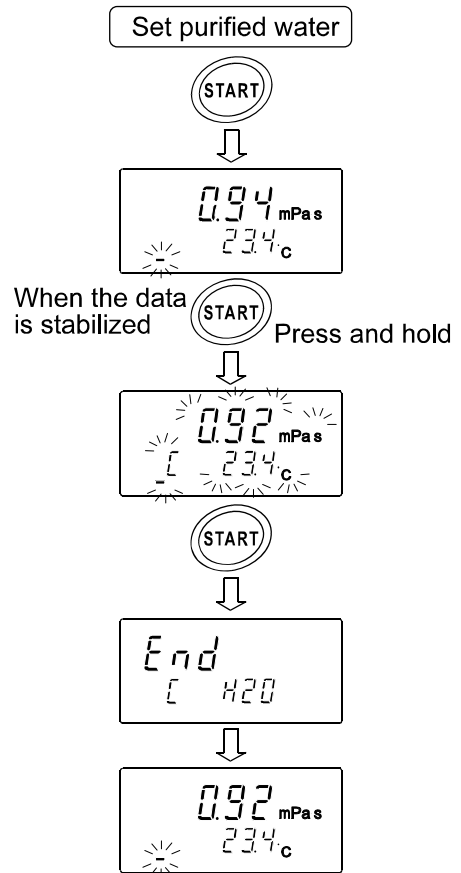 Set purified water
START
0.94 mPas
- 23.4°C
When the data
is stabilized
START
Press and hold
0.92 mPas
_[ 23.4°C
START
End
[ H2O
0.92 mPas
- 23.4°C